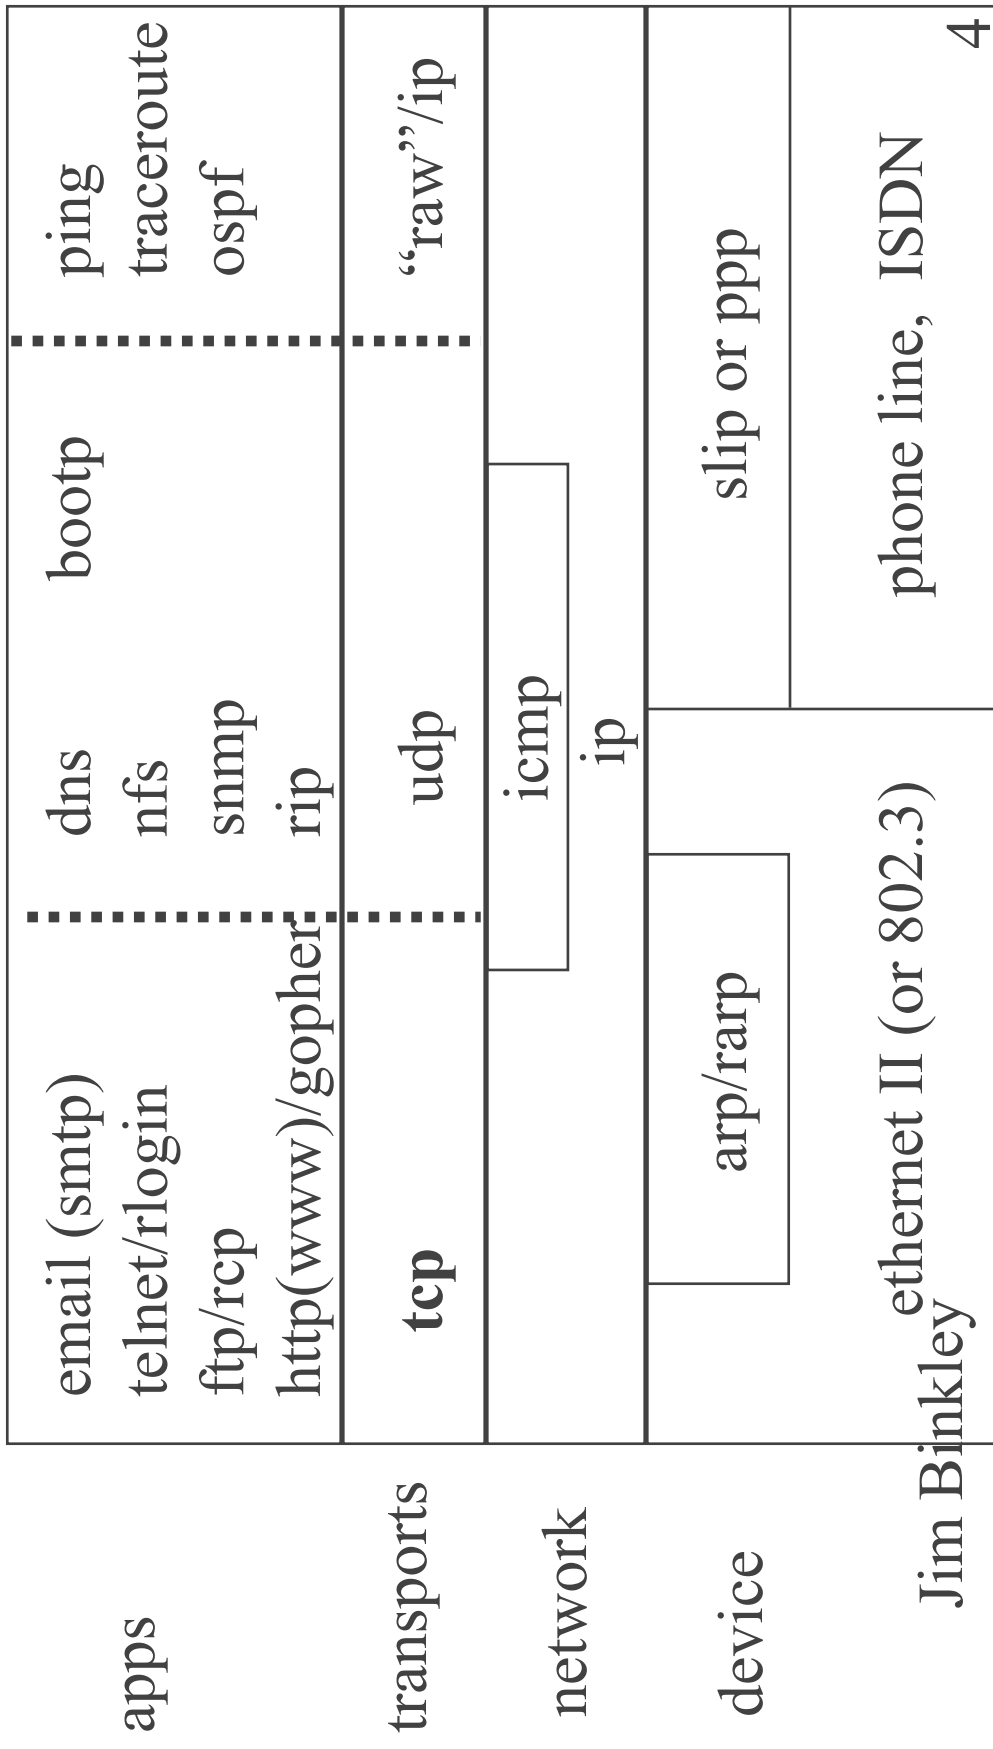 apps
email (smtp)
telnet/rlogin
ftp/rcp
http(www)/gopher
dns
nfs
snmp
rip
bootp
ping
traceroute
ospf
transports
tcp
udp
“raw”/ip
network
icmp
ip
device
arp/rarp
slip or ppp
ethernet II (or 802.3)
phone line, ISDN
Jim Binkley
4